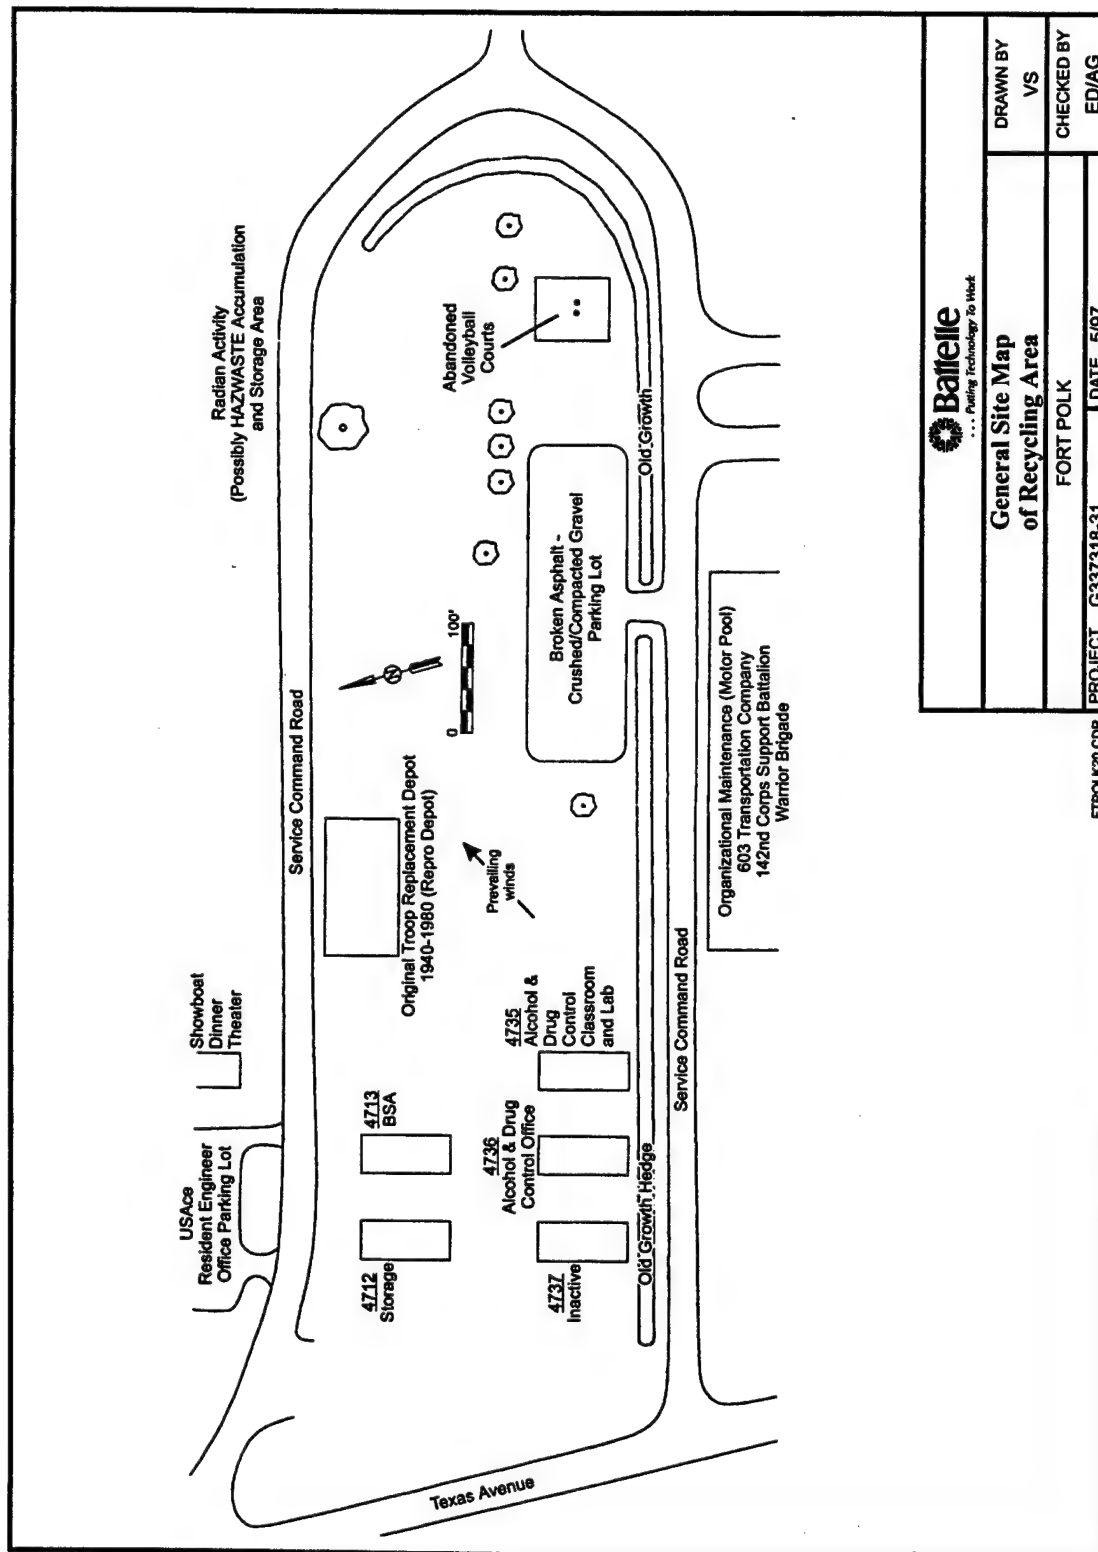 Radian Activity
(Possibly HAZWASTE Accumulation
and Storage Area
Showboat
Dinner
Theater
USAce
Resident Engineer
Office Parking Lot
Service Command Road
Original Troop Replacement Depot
1940-1980 (Repro Depot)
N
0 100'
Prevailing
winds
Abandoned
Volleyball
Courts
4712
Storage
4713
BSA
4735
Alcohol &
Drug
Control
Classroom
and Lab
4736
Alcohol & Drug
Control Office
4737
Inactive
Broken Asphalt -
Crushed/Compacted Gravel
Parking Lot
Old Growth Hedge
Old Growth
Service Command Road
Texas Avenue
Organizational Maintenance (Motor Pool)
603 Transportation Company
142nd Corps Support Battalion
Warrior Brigade
Battelle
. . . Putting Technology To Work
General Site Map
of Recycling Area
DRAWN BY
VS
FORT POLK
CHECKED BY
ED/AG
PROJECT G337318-31
DATE 5/97